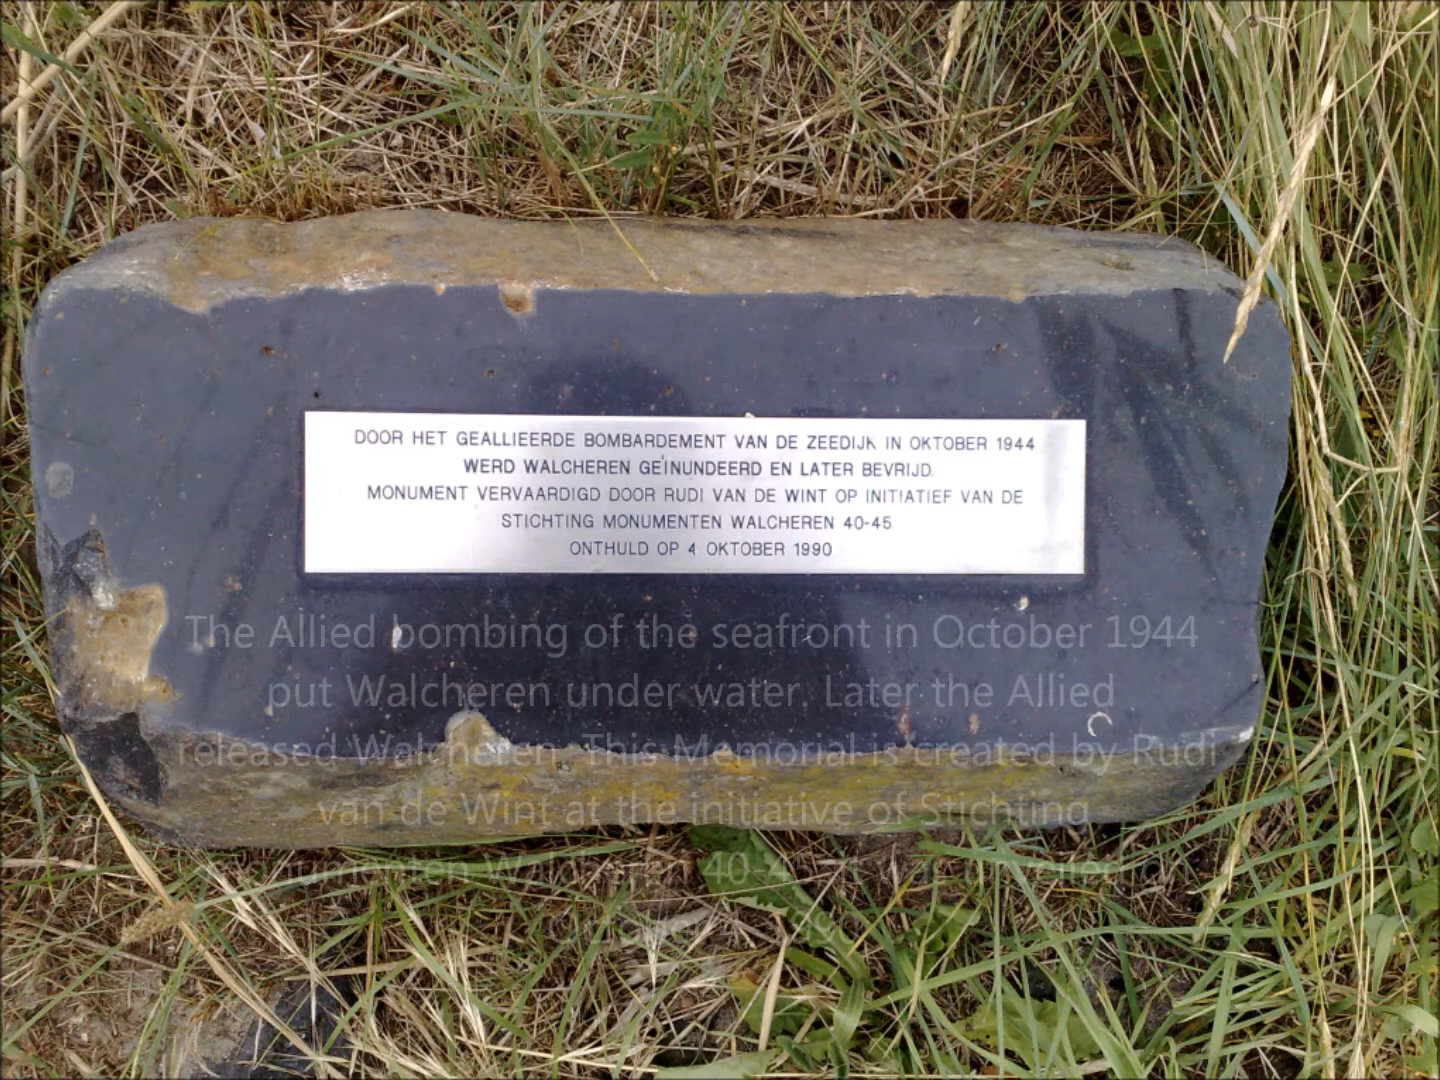 DOOR HET GEALLIEERDE BOMBARDEMENT VAN DE ZEEDIJK IN OKTOBER 1944
WERD WALCHEREN GEÏNUNDEERD EN LATER BEVRIJD.
MONUMENT VERVAARDIGD DOOR RUDI VAN DE WINT OP INITIATIEF VAN DE
STICHTING MONUMENTEN WALCHEREN 40-45
ONTHULD OP 4 OKTOBER 1990
The Allied bombing of the seafront in October 1944
put Walcheren under water. Later the Allied
released Walcheren. This Memorial is created by Rudi
van de Wint at the initiative of Stichting
Walcheren